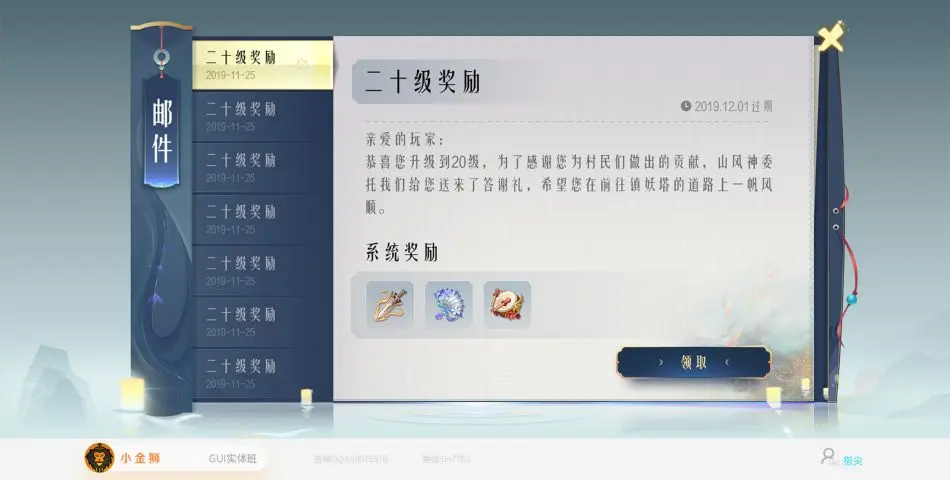 邮件
二十级奖励
2019-11-25
二十级奖励
2019-11-25
二十级奖励
2019-11-25
二十级奖励
2019-11-25
二十级奖励
2019-11-25
二十级奖励
2019-11-25
二十级奖励
2019-11-25
二十级奖励
2019.12.01过期
亲爱的玩家：
恭喜您升级到20级，为了感谢您为村民们做出的贡献，山风神委
托我们给您送来了答谢礼，希望您在前往镇妖塔的道路上一帆风
顺。
系统奖励
领取
小金狮
GUI实体班
指尖